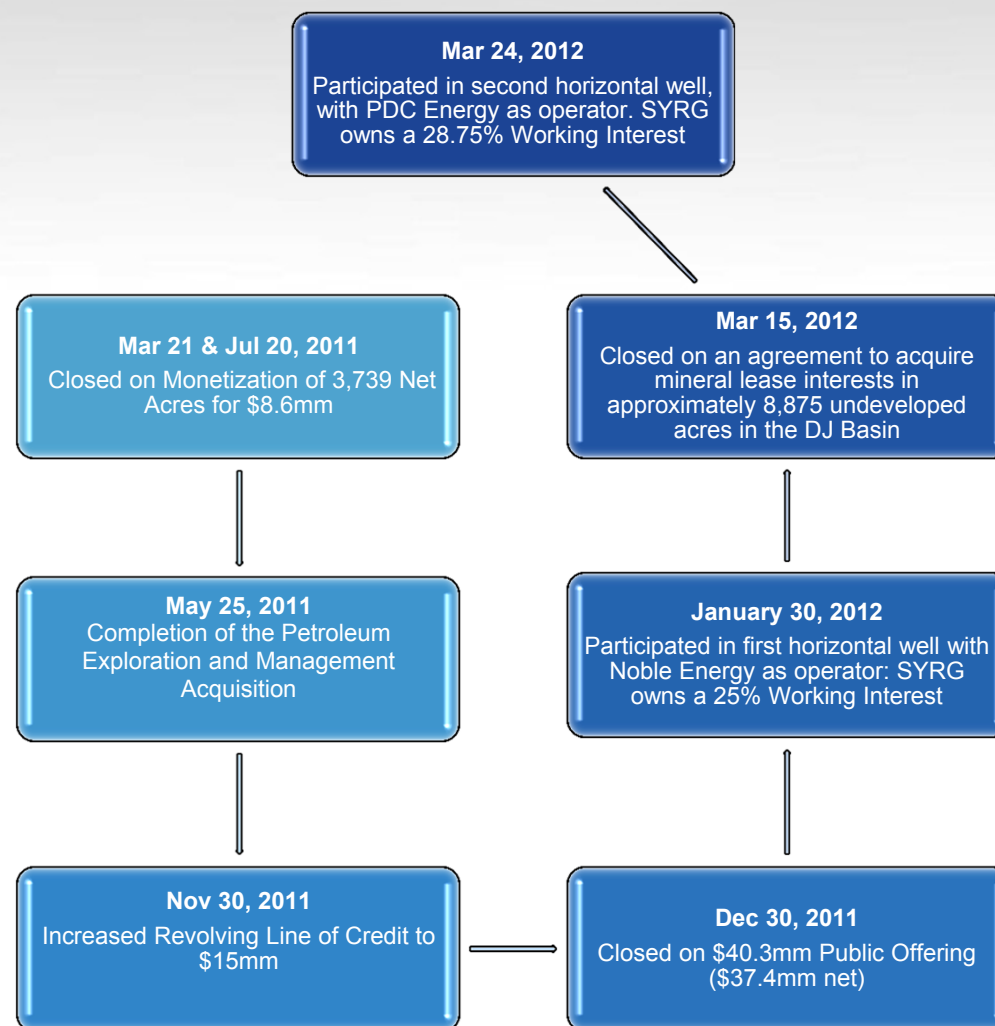 Mar 24, 2012
Participated in second horizontal well,
with PDC Energy as operator. SYRG
owns a 28.75% Working Interest
Mar 21 & Jul 20, 2011
Closed on Monetization of 3,739 Net
Acres for $8.6mm
Mar 15, 2012
Closed on an agreement to acquire
mineral lease interests in
approximately 8,875 undeveloped
acres in the DJ Basin
May 25, 2011
Completion of the Petroleum
Exploration and Management
Acquisition
January 30, 2012
Participated in first horizontal well with
Noble Energy as operator: SYRG
owns a 25% Working Interest
Nov 30, 2011
Increased Revolving Line of Credit to
$15mm
Dec 30, 2011
Closed on $40.3mm Public Offering
($37.4mm net)